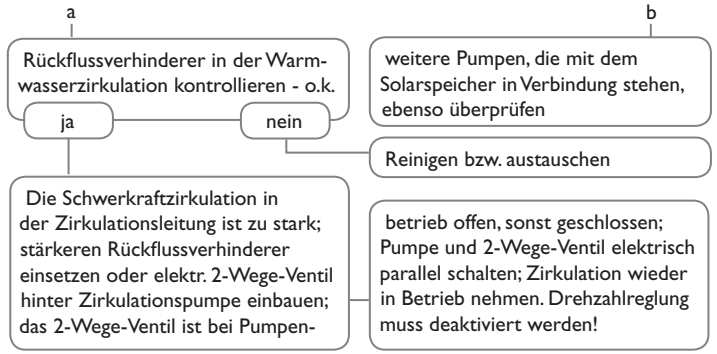 a
Rückflussverhinderer in der Warm-
wasserzirkulation kontrollieren - o.k.
ja
nein
Die Schwerkraftzirkulation in
der Zirkulationsleitung ist zu stark;
stärkeren Rückflussverhinderer
einsetzen oder elektr. 2-Wege-Ventil
hinter Zirkulationspumpe einbauen;
das 2-Wege-Ventil ist bei Pumpen-
b
weitere Pumpen, die mit dem
Solarspeicher in Verbindung stehen,
ebenso überprüfen
Reinigen bzw. austauschen
betrieb offen, sonst geschlossen;
Pumpe und 2-Wege-Ventil elektrisch
parallel schalten; Zirkulation wieder
in Betrieb nehmen. Drehzahlreglung
muss deaktiviert werden!